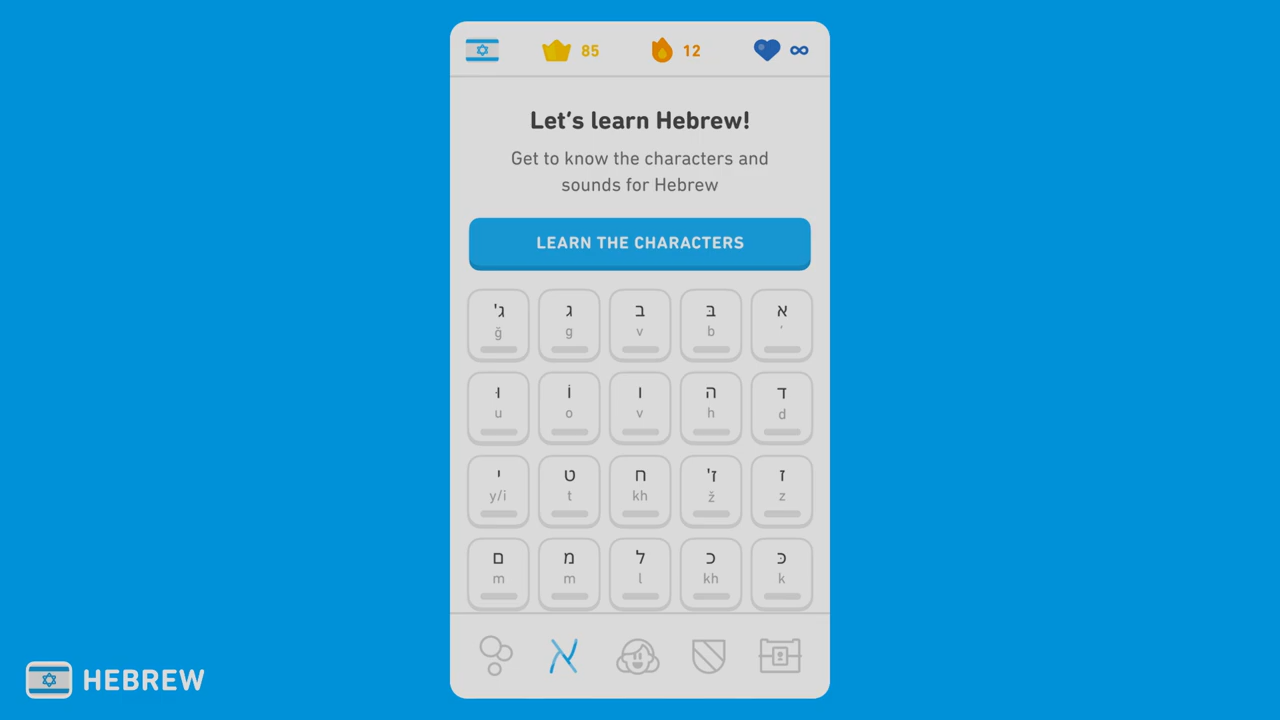 85 12 ∞
Let's learn Hebrew!
Get to know the characters and
sounds for Hebrew
LEARN THE CHARACTERS
א בּ ב ג ג'
׳ b v g ğ
ד ה ו וֹ וּ
d h v o u
ז ז' ח ט י
z ž kh t y/i
כּ כ ל מ ם
k kh l m m
HEBREW